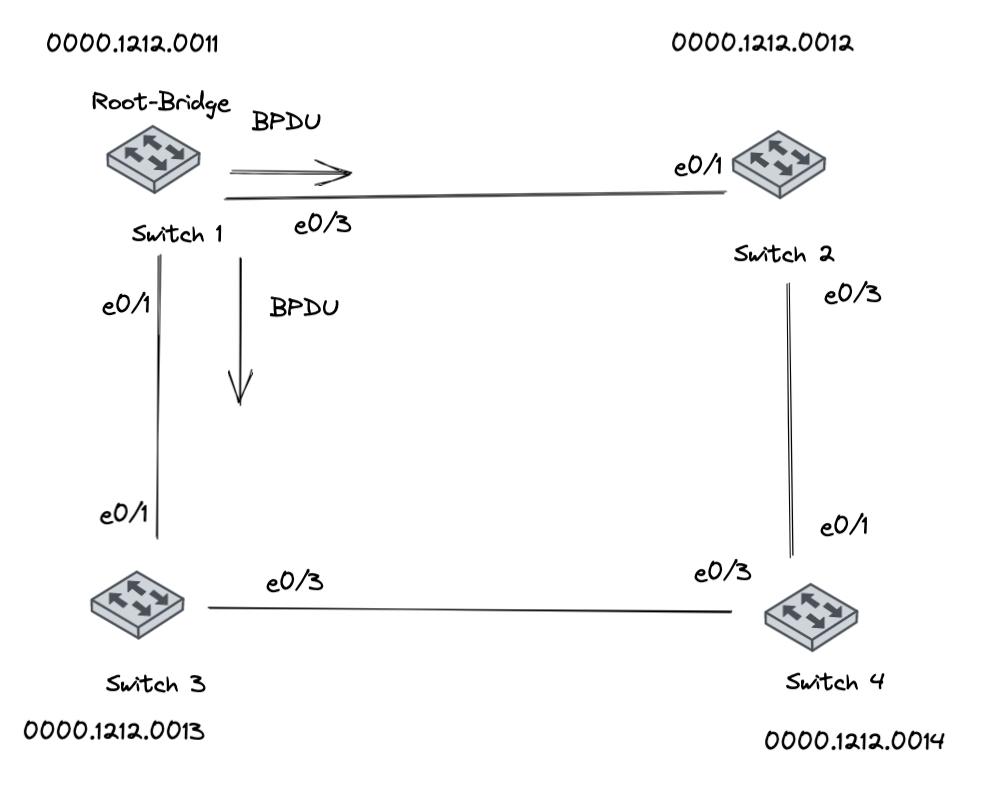 0000.1212.0011
0000.1212.0012
Root-Bridge
BPDU
e0/1
e0/3
Switch 1
Switch 2
e0/1
BPDU
e0/3
e0/1
e0/1
e0/3
e0/3
Switch 3
Switch 4
0000.1212.0013
0000.1212.0014